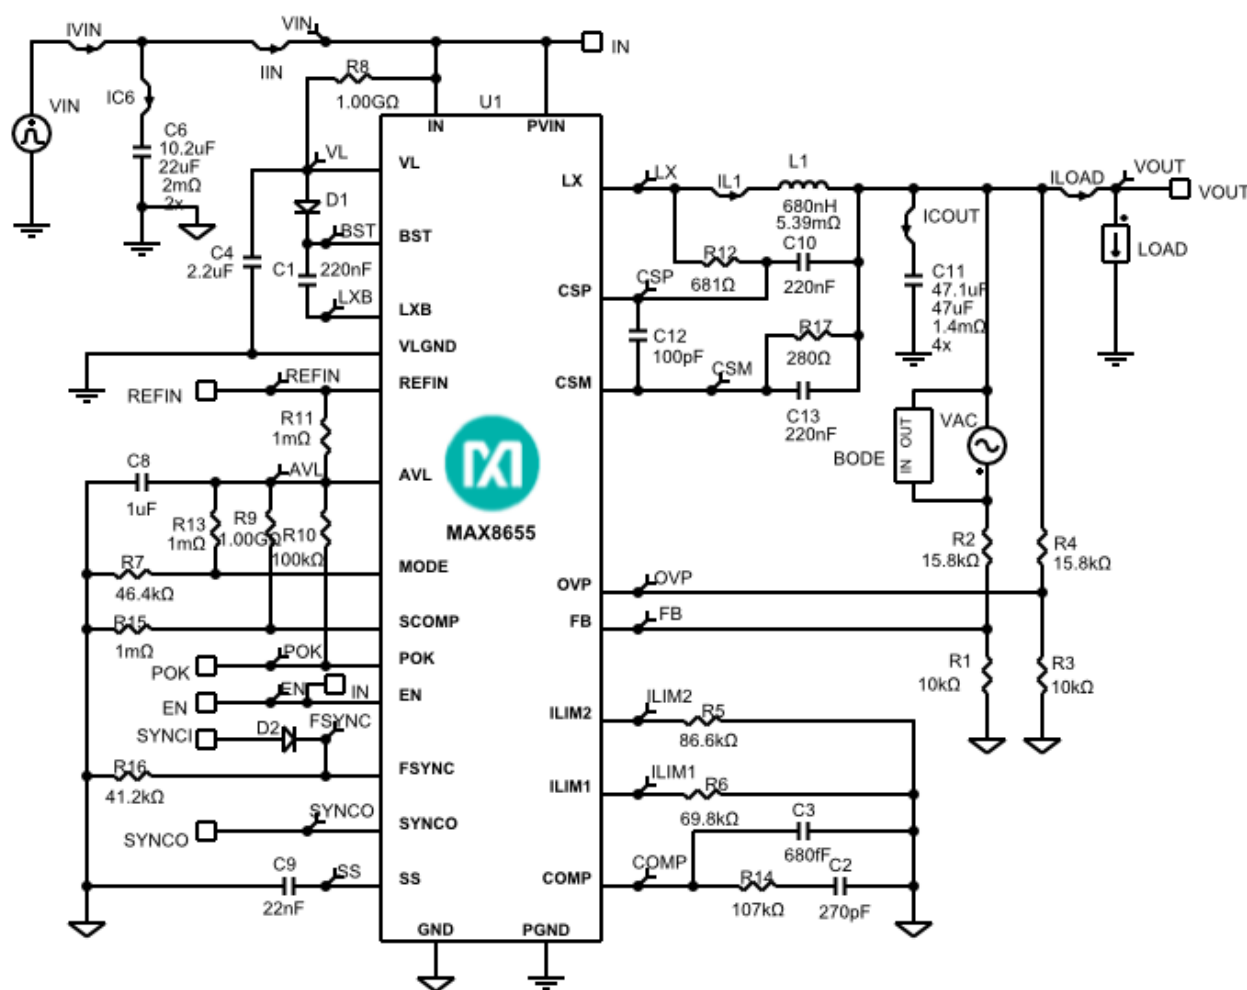 IVIN
VIN
IIN
IN
R8
1.00GΩ
U1
IN
PVIN
VIN
IC6
C6
10.2uF
22uF
2mΩ
2x
VL
VL
D1
BST
BST
C4
2.2uF
C1
220nF
LXB
LXB
VLGND
REFIN
REFIN
REFIN
R11
1mΩ
C8
1uF
AVL
AVL
R13
1mΩ
R9
1.00GΩ
R10
100kΩ
R7
46.4kΩ
MODE
R15
1mΩ
SCOMP
POK
POK
POK
EN
EN
IN
EN
SYNCI
D2
FSYNC
FSYNC
R16
41.2kΩ
SYNCO
SYNCO
SYNCO
C9
22nF
SS
SS
GND
PGND
MAX8655
LX
LX
IL1
L1
680nH
5.39mΩ
R12
681Ω
C10
220nF
CSP
CSP
C12
100pF
R17
280Ω
CSM
CSM
C13
220nF
ICOUT
C11
47.1uF
47uF
1.4mΩ
4x
ILOAD
VOUT
VOUT
LOAD
BODE
IN OUT
VAC
R2
15.8kΩ
R4
15.8kΩ
OVP
OVP
FB
FB
R1
10kΩ
R3
10kΩ
ILIM2
ILIM2
R5
86.6kΩ
ILIM1
ILIM1
R6
69.8kΩ
C3
680fF
COMP
COMP
R14
107kΩ
C2
270pF